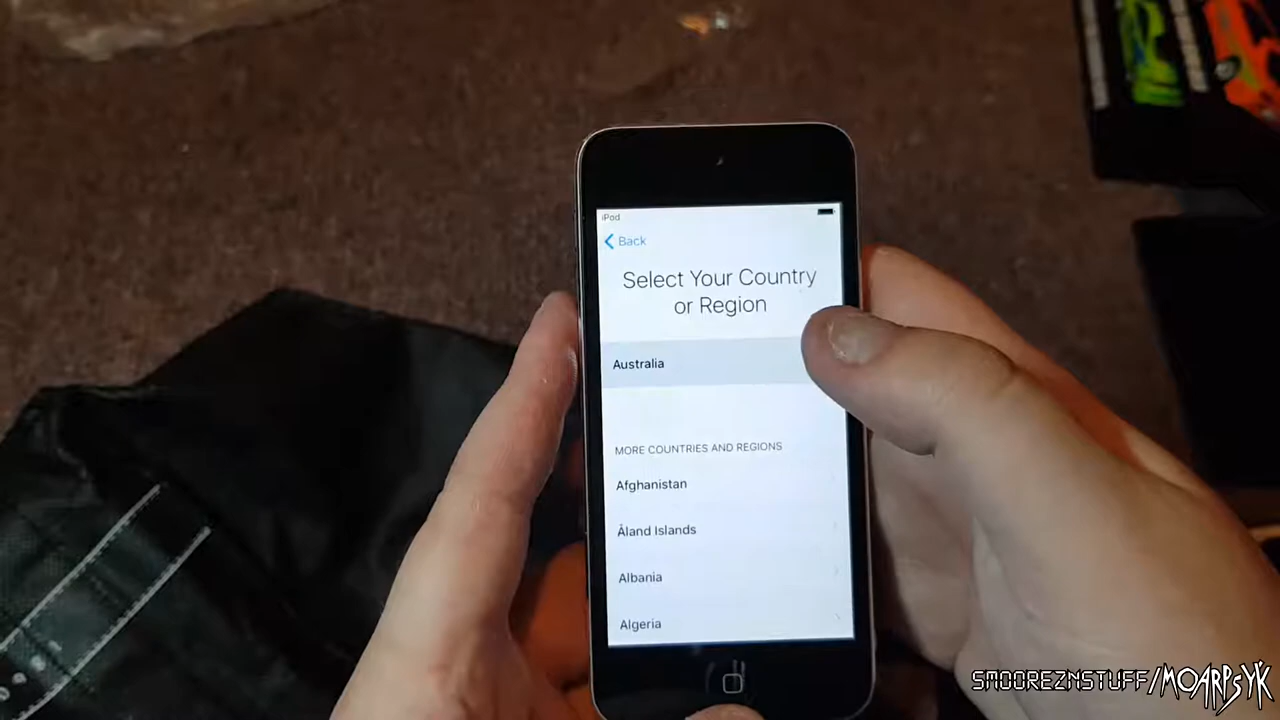 iPod
Back
Select Your Country
or Region
Australia
MORE COUNTRIES AND REGIONS
Afghanistan
Åland Islands
Albania
Algeria
SMOOREZNSTUFF/MOARPSYK